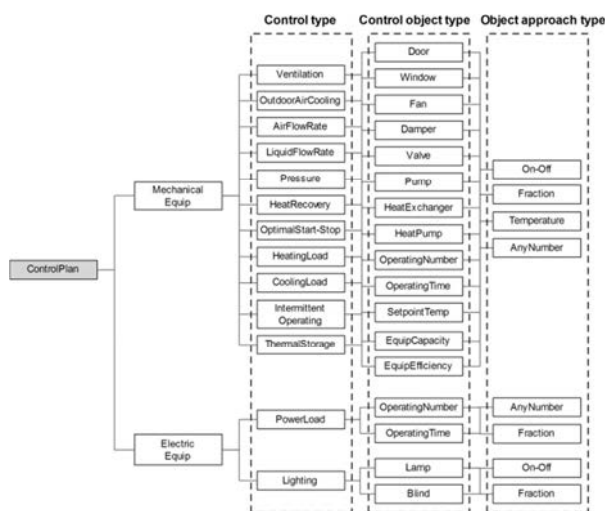 Control type
Control object type
Object approach type
ControlPlan
Mechanical
Equip
Electric
Equip
Ventilation
OutdoorAirCooling
AirFlowRate
LiquidFlowRate
Pressure
HeatRecovery
OptimalStart-Stop
HeatingLoad
CoolingLoad
Intermittent
Operating
ThermalStorage
PowerLoad
Lighting
Door
Window
Fan
Damper
Valve
Pump
HeatExchanger
HeatPump
OperatingNumber
OperatingTime
SetpointTemp
EquipCapacity
EquipEfficiency
OperatingNumber
OperatingTime
Lamp
Blind
On-Off
Fraction
Temperature
AnyNumber
AnyNumber
Fraction
On-Off
Fraction